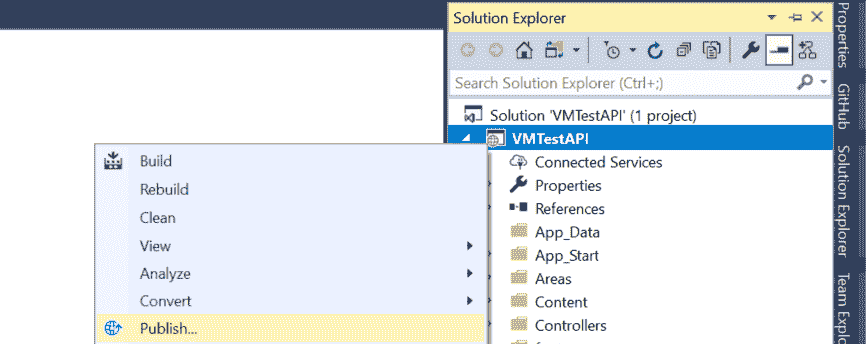 Solution Explorer
Search Solution Explorer (Ctrl+;)
Solution 'VMTestAPI' (1 project)
VMTestAPI
Connected Services
Properties
References
App_Data
App_Start
Areas
Content
Controllers
Build
Rebuild
Clean
View
Analyze
Convert
Publish...
Properties
GitHub
Solution Explorer
Team Explo